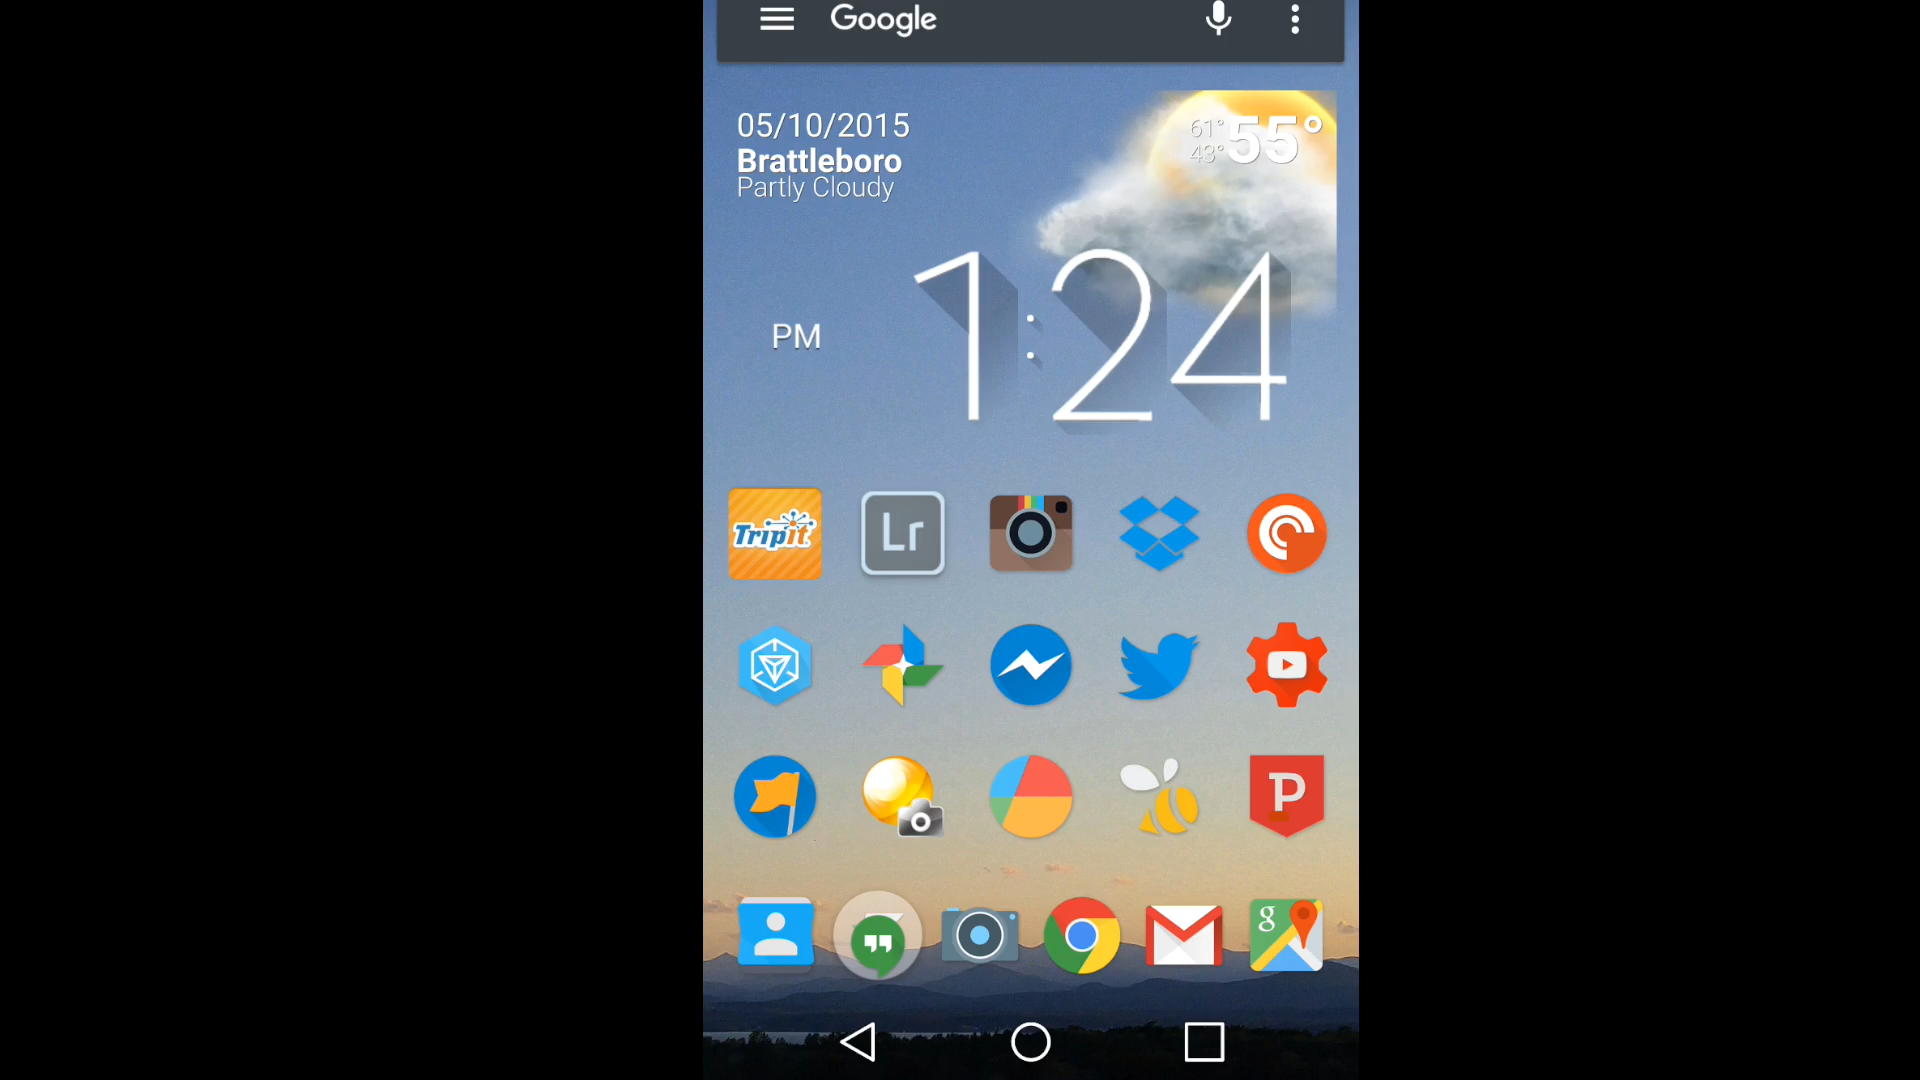 Google
05/10/2015
Brattleboro
Partly Cloudy
61°
43°
55°
PM
1:24
Tripit
Lr
P
g